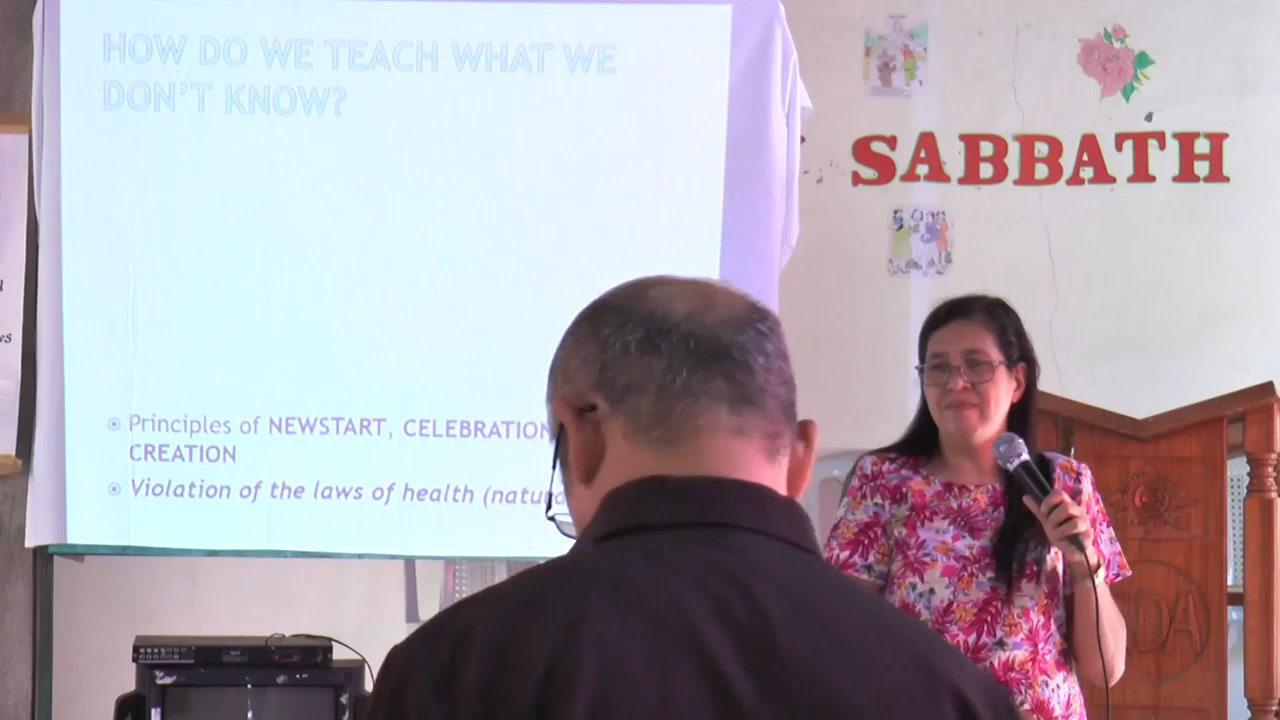 HOW DO WE TEACH WHAT WE
DON'T KNOW?
SABBATH
Principles of NEWSTART, CELEBRATION
CREATION
Violation of the laws of health
DA